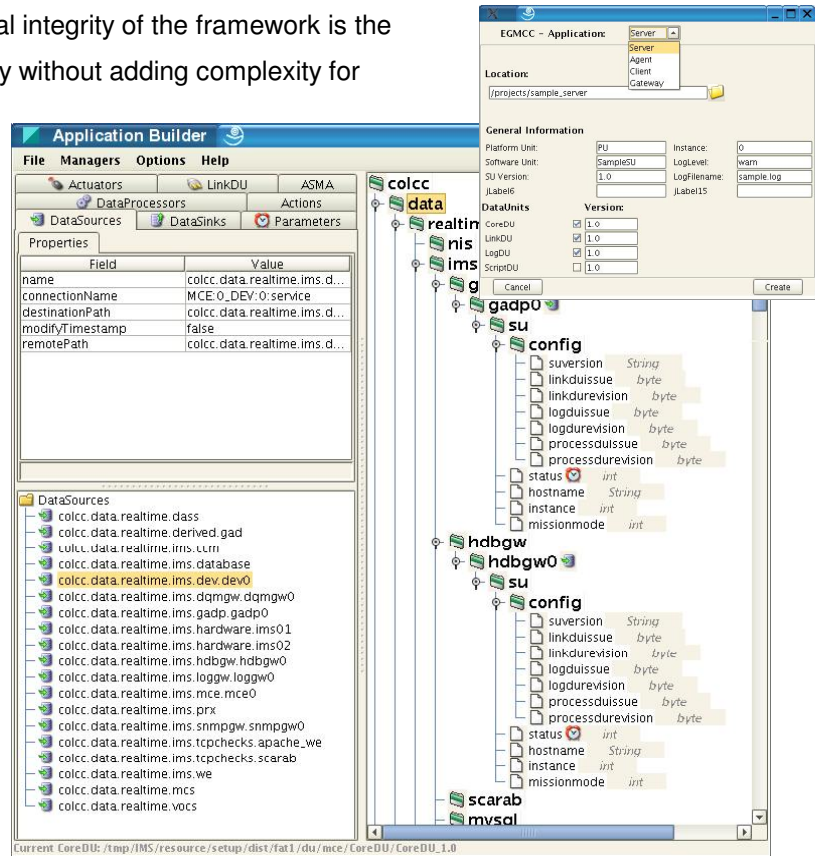 al integrity of the framework is the
y without adding complexity for
EGMCC - Application: Server
Server
Agent
Client
Gateway
Location:
/projects/sample_server
General Information
Platform Unit: PU Instance: 0
Software Unit: SampleSU LogLevel: warn
SU Version: 1.0 LogFilename: sample.log
jLabel6 jLabel15
DataUnits Version:
CoreDU 1.0
LinkDU 1.0
LogDU 1.0
ScriptDU 1.0
Cancel Create
Application Builder
File Managers Options Help
Actuators LinkDU ASMA
DataProcessors Actions
DataSources DataSinks Parameters
Properties
Field Value
name colcc.data.realtime.ims.d...
connectionName MCE:0_DEV:0:service
destinationPath colcc.data.realtime.ims.d...
modifyTimestamp false
remotePath colcc.data.realtime.ims.d...
DataSources
colcc.data.realtime.dass
colcc.data.realtime.derived.gad
colcc.data.realtime.ims.ccm
colcc.data.realtime.ims.database
colcc.data.realtime.ims.dev.dev0
colcc.data.realtime.ims.dqmgw.dqmgw0
colcc.data.realtime.ims.gadp.gadp0
colcc.data.realtime.ims.hardware.ims01
colcc.data.realtime.ims.hardware.ims02
colcc.data.realtime.ims.hdbgw.hdbgw0
colcc.data.realtime.ims.loggw.loggw0
colcc.data.realtime.ims.mce.mce0
colcc.data.realtime.ims.prx
colcc.data.realtime.ims.snmpgw.snmpgw0
colcc.data.realtime.ims.tcpchecks.apache_we
colcc.data.realtime.ims.tcpchecks.scarab
colcc.data.realtime.ims.we
colcc.data.realtime.mcs
colcc.data.realtime.vocs
colcc
data
realtim
nis
ims
g
gadp0
su
config
suversion String
linkduissue byte
linkdurevision byte
logduissue byte
logdurevision byte
processduissue byte
processdurevision byte
status int
hostname String
instance int
missionmode int
hdbgw
hdbgw0
su
config
suversion String
linkduissue byte
linkdurevision byte
logduissue byte
logdurevision byte
processduissue byte
processdurevision byte
status int
hostname String
instance int
missionmode int
scarab
mysql
Current CoreDU: /tmp/IMS/resource/setup/dist/fat1/du/mce/CoreDU/CoreDU_1.0